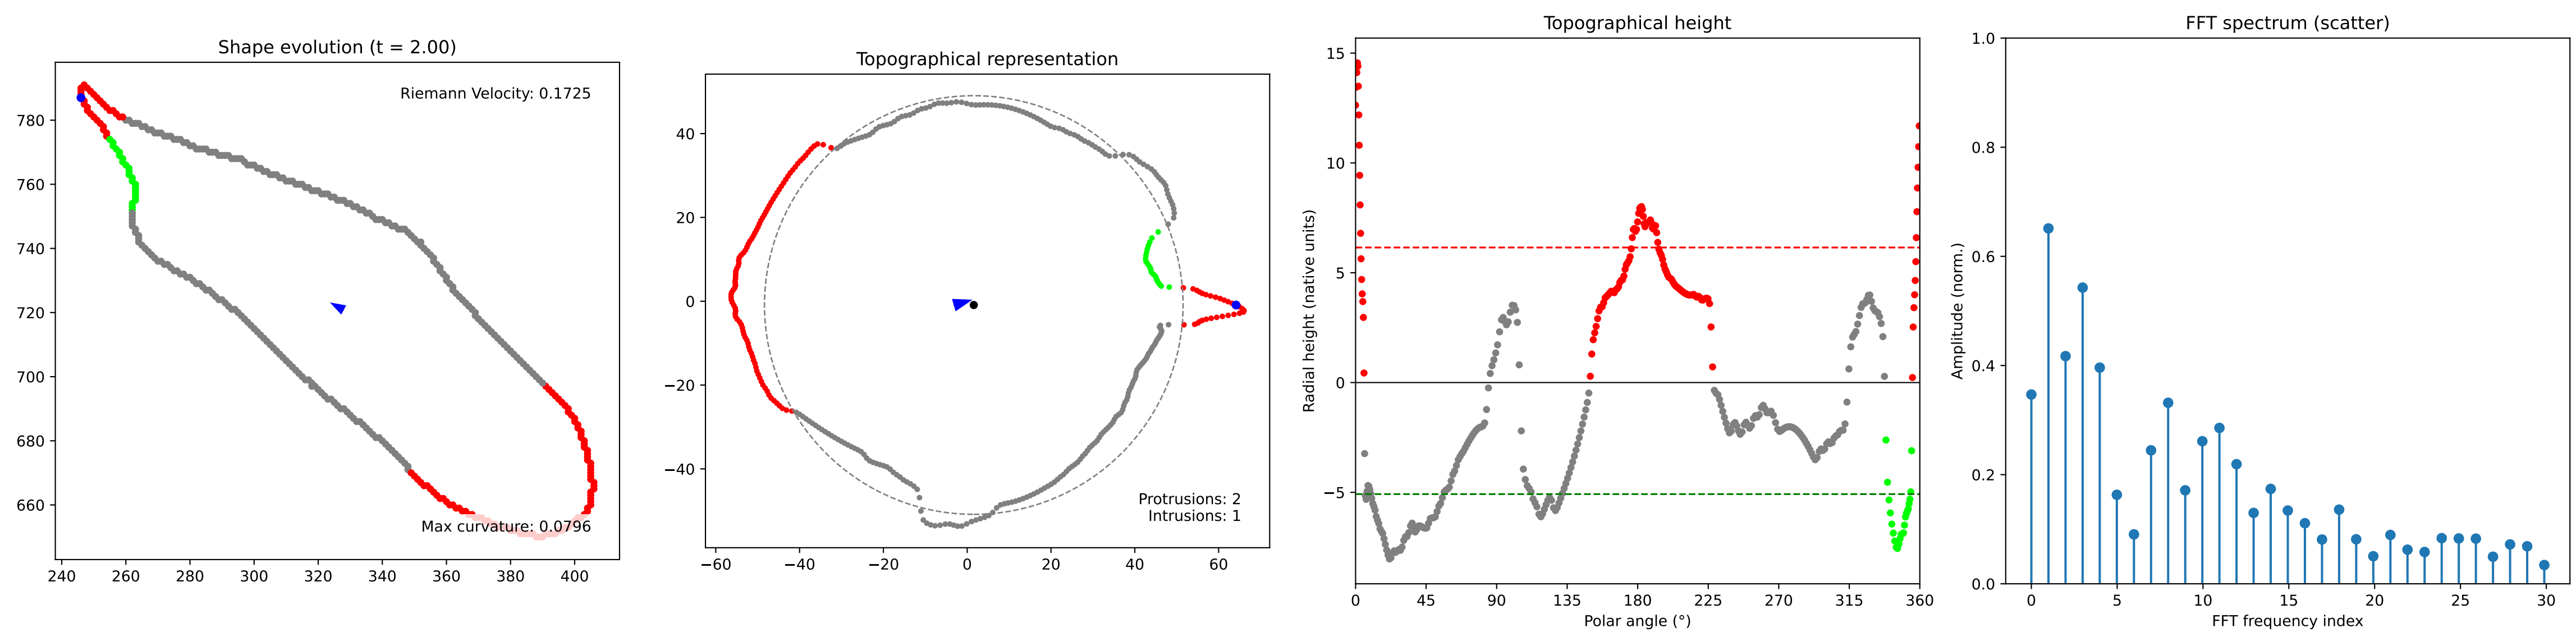 Shape evolution (t = 2.00)
Riemann Velocity: 0.1725
Max curvature: 0.0796
780
760
740
720
700
680
660
240 260 280 300 320 340 360 380 400
Topographical representation
40
20
0
−20
−40
−60 −40 −20 0 20 40 60
Protrusions: 2
Intrusions: 1
Topographical height
Radial height (native units)
15
10
5
0
−5
0 45 90 135 180 225 270 315 360
Polar angle (°)
FFT spectrum (scatter)
Amplitude (norm.)
1.0
0.8
0.6
0.4
0.2
0.0
0 5 10 15 20 25 30
FFT frequency index